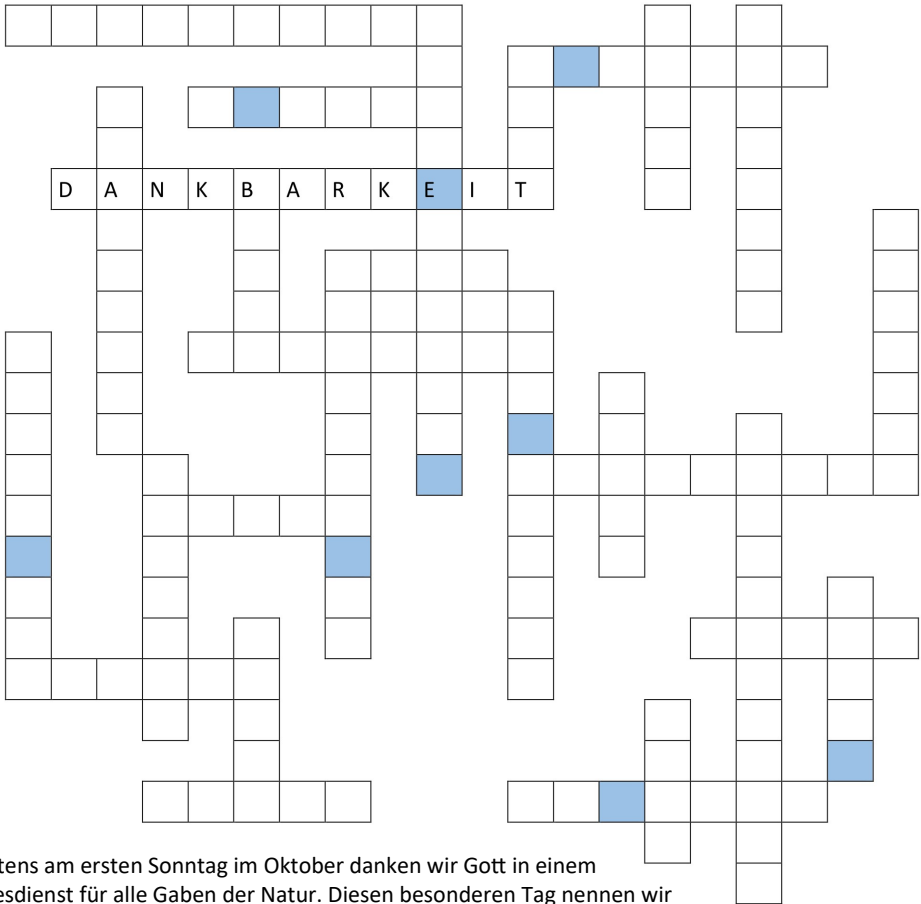 DANKBARKEIT
tens am ersten Sonntag im Oktober danken wir Gott in einem
esdienst für alle Gaben der Natur. Diesen besonderen Tag nennen wir